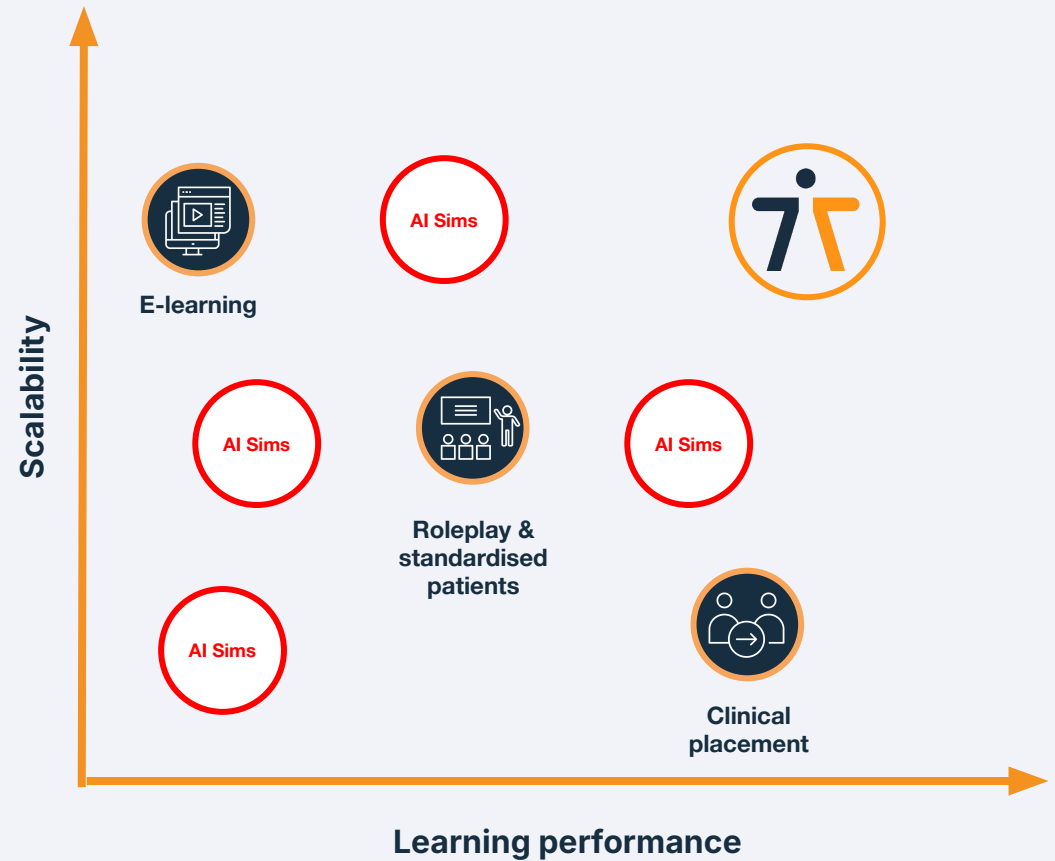 AI Sims
E-learning
Scalability
AI Sims
AI Sims
Roleplay &
standardised
patients
AI Sims
Clinical
placement
Learning performance